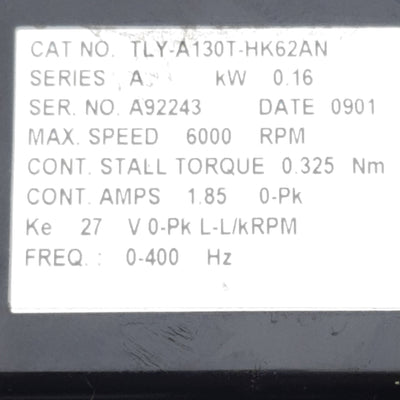 CAT NO. TLY-A130T-HK62AN
SERIES A kW 0.16
SER. NO. A92243 DATE 0901
MAX. SPEED 6000 RPM
CONT. STALL TORQUE 0.325 Nm
CONT. AMPS 1.85 0-Pk
Ke 27 V 0-Pk L-L/kRPM
FREQ. : 0-400 Hz